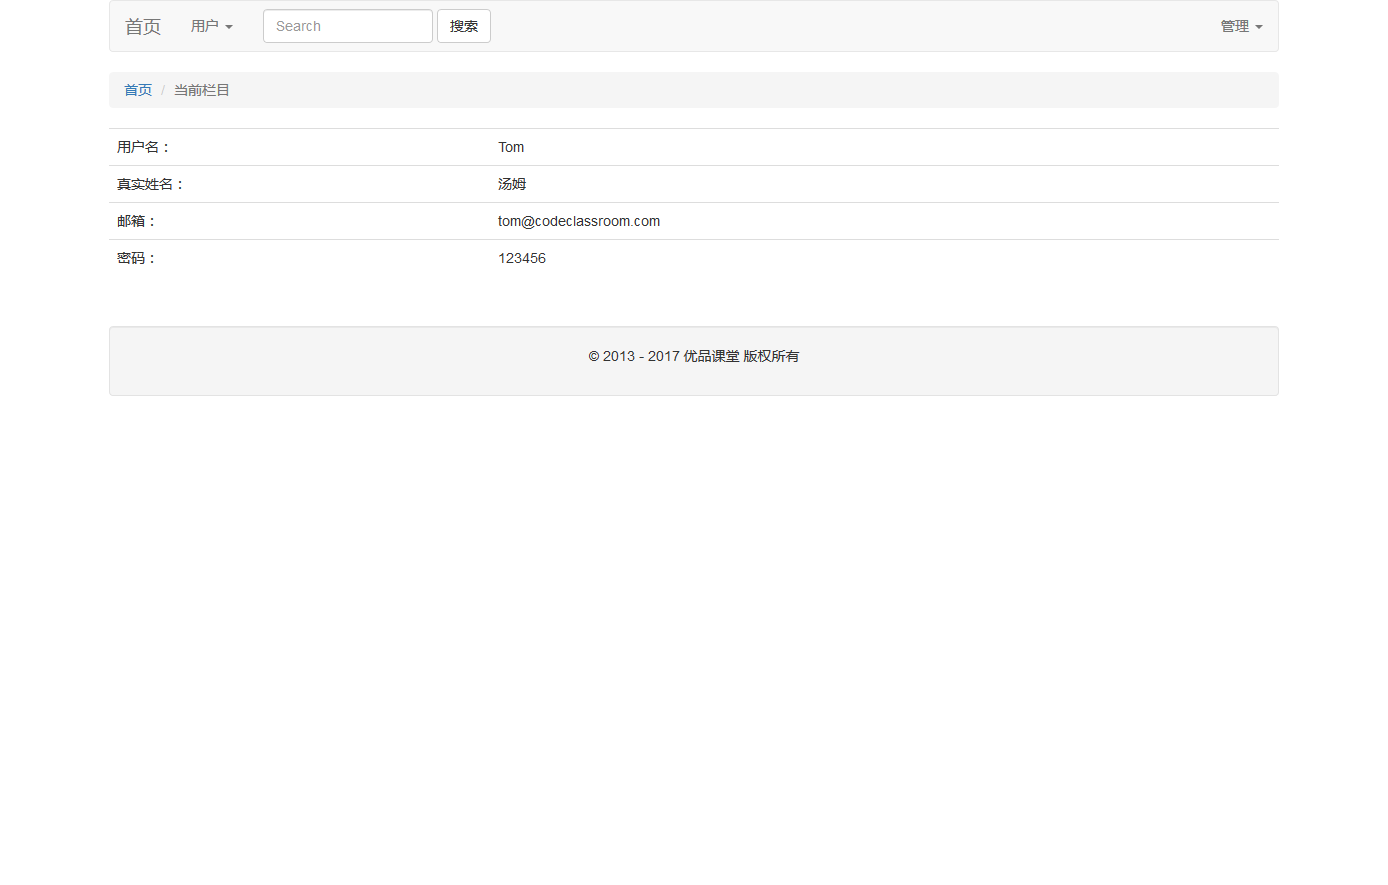 首页 用户 Search 搜索 管理
首页 / 当前栏目
用户名： Tom
真实姓名： 汤姆
邮箱： tom@codeclassroom.com
密码： 123456
© 2013 - 2017 优品课堂 版权所有